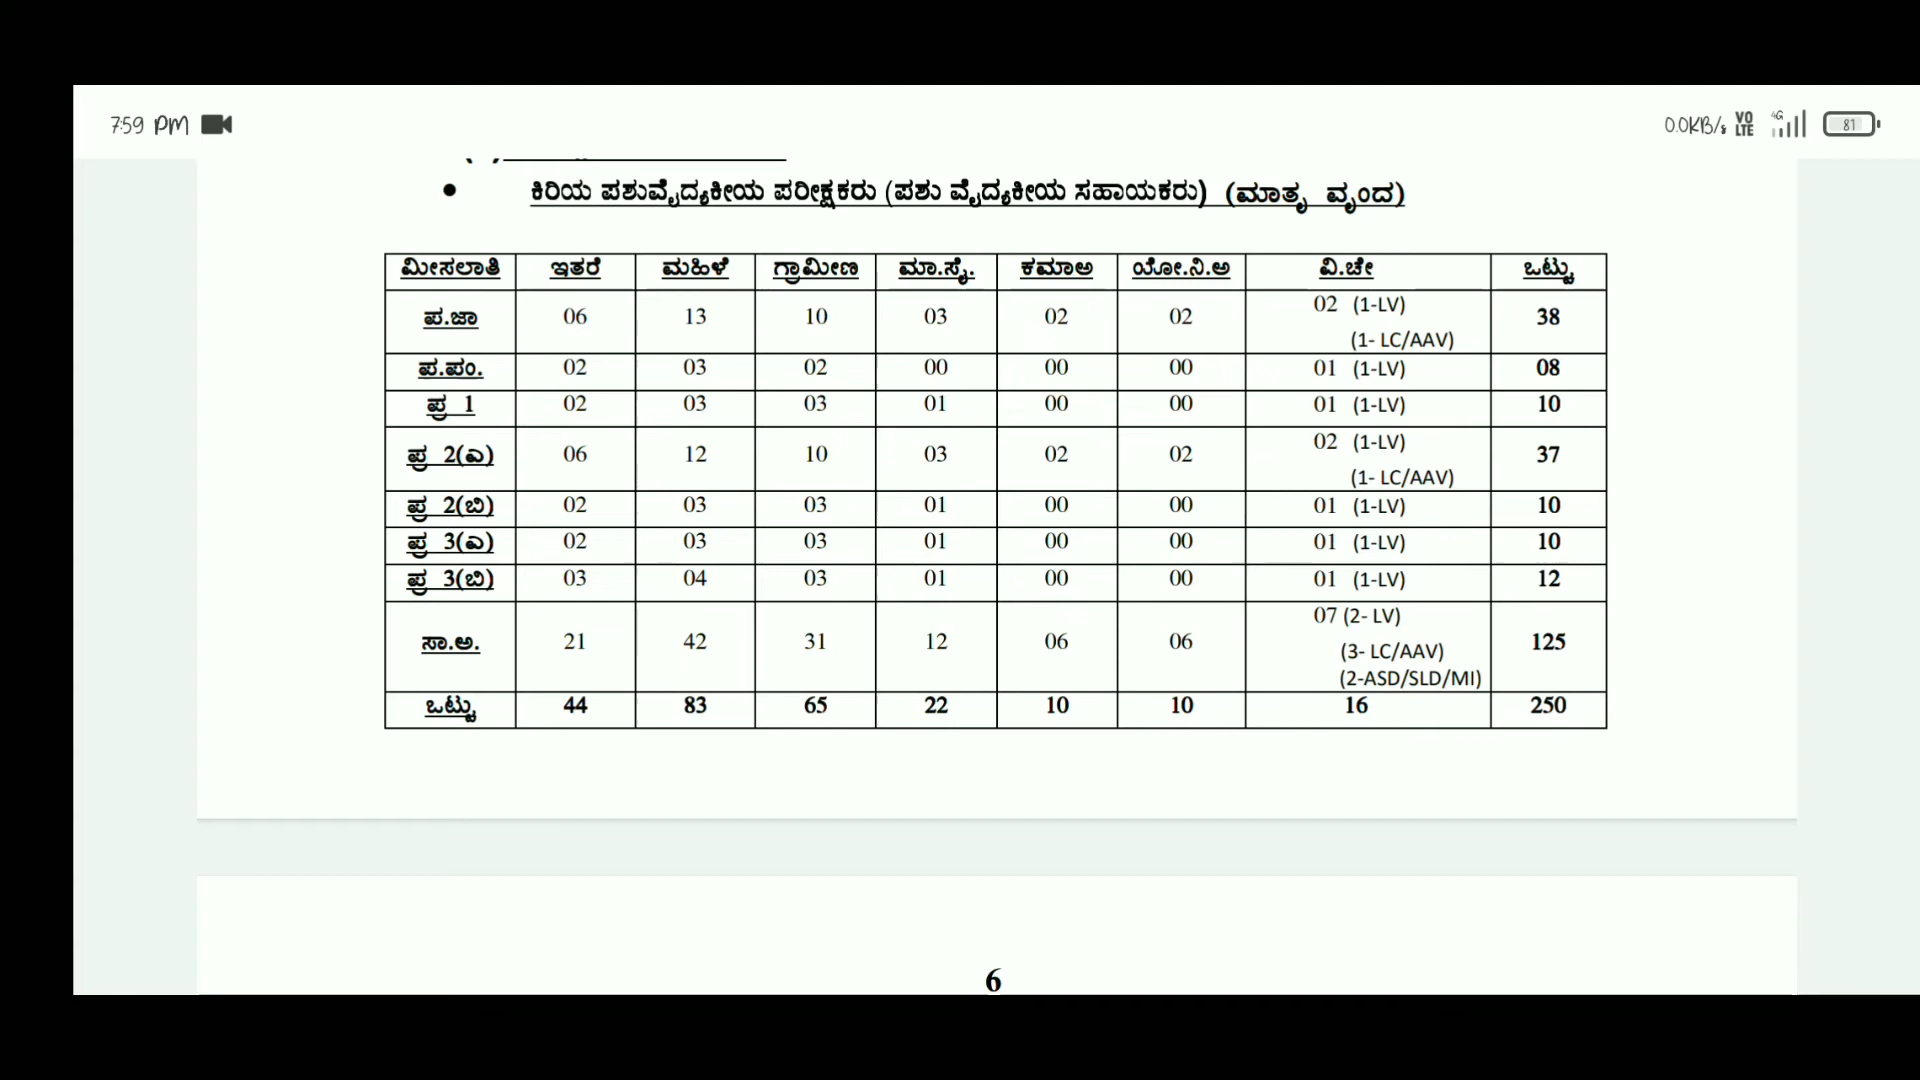 7:59 PM 0.0KB/s VO LTE 4G 81
• ಕಿರಿಯ ಪಶುವೈದ್ಯಕೀಯ ಪರೀಕ್ಷಕರು (ಪಶು ವೈದ್ಯಕೀಯ ಸಹಾಯಕರು) (ಮಾತೃ ವೃಂದ)
ಮೀಸಲಾತಿ ಇತರೆ ಮಹಿಳೆ ಗ್ರಾಮೀಣ ಮಾ.ಸೈ. ಕಮಾಅ ಯೋ.ನಿ.ಅ ವಿ.ಚೇ ಒಟ್ಟು
ಪ.ಜಾ 06 13 10 03 02 02 02 (1-LV) 38
(1- LC/AAV)
ಪ.ಪಂ. 02 03 02 00 00 00 01 (1-LV) 08
ಪ್ರ 1 02 03 03 01 00 00 01 (1-LV) 10
ಪ್ರ 2(ಎ) 06 12 10 03 02 02 02 (1-LV) 37
(1- LC/AAV)
ಪ್ರ 2(ಬಿ) 02 03 03 01 00 00 01 (1-LV) 10
ಪ್ರ 3(ಎ) 02 03 03 01 00 00 01 (1-LV) 10
ಪ್ರ 3(ಬಿ) 03 04 03 01 00 00 01 (1-LV) 12
ಸಾ.ಅ. 21 42 31 12 06 06 07 (2- LV) 125
(3- LC/AAV)
(2-ASD/SLD/MI)
ಒಟ್ಟು 44 83 65 22 10 10 16 250
6